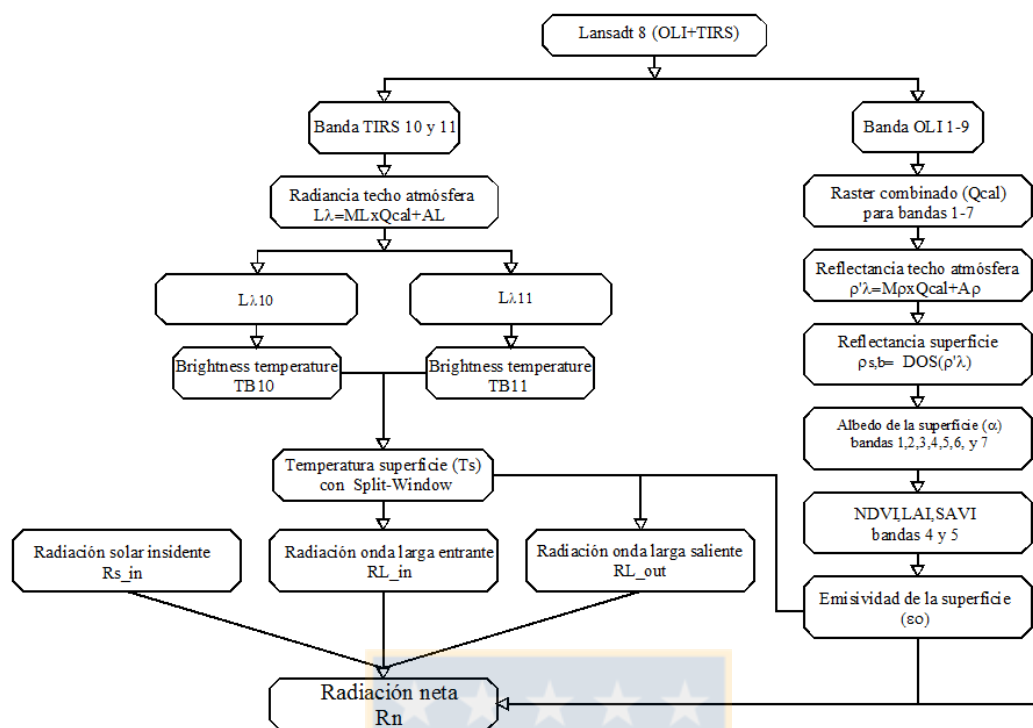 Lansadt 8 (OLI+TIRS)
Banda TIRS 10 y 11
Banda OLI 1-9
Radiancia techo atmósfera
Lλ=MLxQcal+AL
Raster combinado (Qcal)
para bandas 1-7
Lλ10
Lλ11
Reflectancia techo atmósfera
ρ'λ=MρxQcal+Aρ
Brightness temperature
TB10
Brightness temperature
TB11
Reflectancia superficie
ρs,b= DOS(ρ'λ)
Albedo de la superficie (α)
bandas 1,2,3,4,5,6, y 7
Temperatura superficie (Ts)
con Split-Window
NDVI,LAI,SAVI
bandas 4 y 5
Radiación solar insidente
Rs_in
Radiación onda larga entrante
RL_in
Radiación onda larga saliente
RL_out
Emisividad de la superficie
(εo)
Radiación neta
Rn